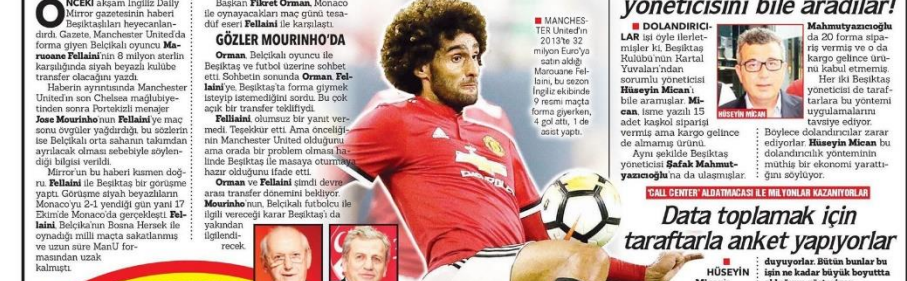 ÖNCEKİ akşam İngiliz Daily
Mirror gazetesinin haberi
Beşiktaşlıları heyecanlan-
dırdı. Gazete, Manchester United'da
forma giyen Belçikalı oyuncu Ma-
ruoane Fellaini'nin 8 milyon sterlin
karşılığında siyah beyazlı kulübe
transfer olacağını yazdı.
Haberin ayrıntısında Manchester
United'ın son Chelsea mağlubiye-
tinden sonra Portekizli menajer
Jose Mourinho'nun Fellaini'ye maç
sonu övgüler yağdırdığı, bu sözlerin
ise Belçikalı orta sahanın takımdan
ayrılacak olması sebebiyle söylen-
diği bilgisi verildi.
Mirror'un bu haberi kısmen doğ-
ru. Fellaini ile Beşiktaş bir görüşme
yaptı. Görüşme siyah beyazlıların
Monaco'yu 2-1 yendiği gün yani 17
Ekim'de Monaco'da gerçekleşti. Fel-
laini, Belçika'nın Bosna Hersek ile
oynadığı milli maçta sakatlanmış
ve uzun süre ManU for-
masından uzak
kalmıştı.
Başkan Fikret Orman, Monaco
ile oynayacakları maç günü tesa-
düf eseri Fellaini ile karşılaştı.
GÖZLER MOURINHO'DA
Orman, Belçikalı oyuncu ile
Beşiktaş ve futbol üzerine sohbet
etti. Sohbetin sonunda Orman, Fel-
laini'ye, Beşiktaş'ta forma giymek
isteyip istemediğini sordu. Bu çok
açık bir transfer teklifiydi.
Felliaini, olumsuz bir yanıt ver-
medi. Teşekkür etti. Ama önceliği-
nin Manchester United olduğunu
ama orada bir problem olması ha-
linde Beşiktaş ile masaya oturmaya
hazır olduğunu ifade etti.
Orman ve Fellaini şimdi devre
arası transfer dönemini bekliyor.
Mourinho'nun, Belçikalı futbolcu ile
ilgili vereceği karar Beşiktaş'ı da
yakından
ilgilendi-
recek.
MANCHES-
TER United'ın
2013'te 32
milyon Euro'ya
satın aldığı
Marouane Fel-
laini, bu sezon
İngiliz ekibinde
9 resmi maçta
forma giyerken,
4 gol attı, 1 de
asist yaptı.
yöneticisini bile aradılar!
DOLANDIRICI-
LAR işi öyle ilerlet-
mişler ki, Beşiktaş
Kulübü'nün Kartal
Yuvaları'ndan
sorumlu yöneticisi
Hüseyin Mican'ı
bile aramışlar. Mi-
can, isme yazılı 15
adet kaşkol siparişi
vermiş ama kargo gelince
de almamış ürünü.
Aynı şekilde Beşiktaş
yöneticisi Şafak Mahmut-
yazıcıoğlu'na da ulaşmışlar.
HÜSEYİN MİCAN
Mahmutyazıcıoğlu
da 20 forma sipa-
riş vermiş ve o da
kargo gelince ürü-
nü kabul etmemiş.
Her iki Beşiktaş
yöneticisi de taraf-
tarlara bu yöntemi
uygulamalarını
tavsiye ediyor.
Böylece dolandırıcılar zarar
ediyorlar. Hüseyin Mican bu
dolandırıcılık yönteminin
müthiş bir ekonomi yarattı-
ğını söylüyor.
'CALL CENTER' ALDATMACASI İLE MİLYONLAR KAZANIYORLAR
Data toplamak için
taraftarla anket yapıyorlar
HÜSEYİN
duyuyorlar. Bütün bunlar bu
işin ne kadar büyük boyuttta